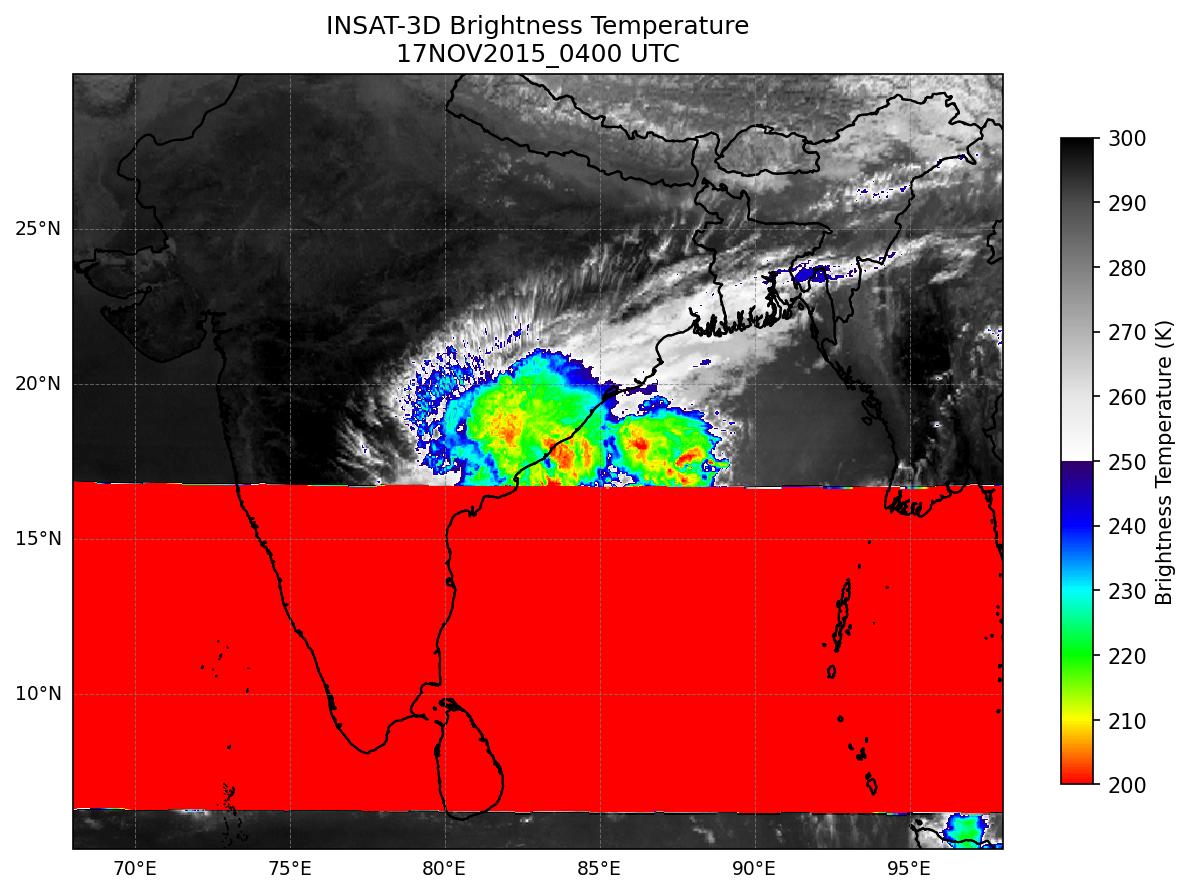 INSAT-3D Brightness Temperature
17NOV2015_0400 UTC
25°N
20°N
15°N
10°N
70°E
75°E
80°E
85°E
90°E
95°E
300
290
280
270
260
250
240
230
220
210
200
Brightness Temperature (K)